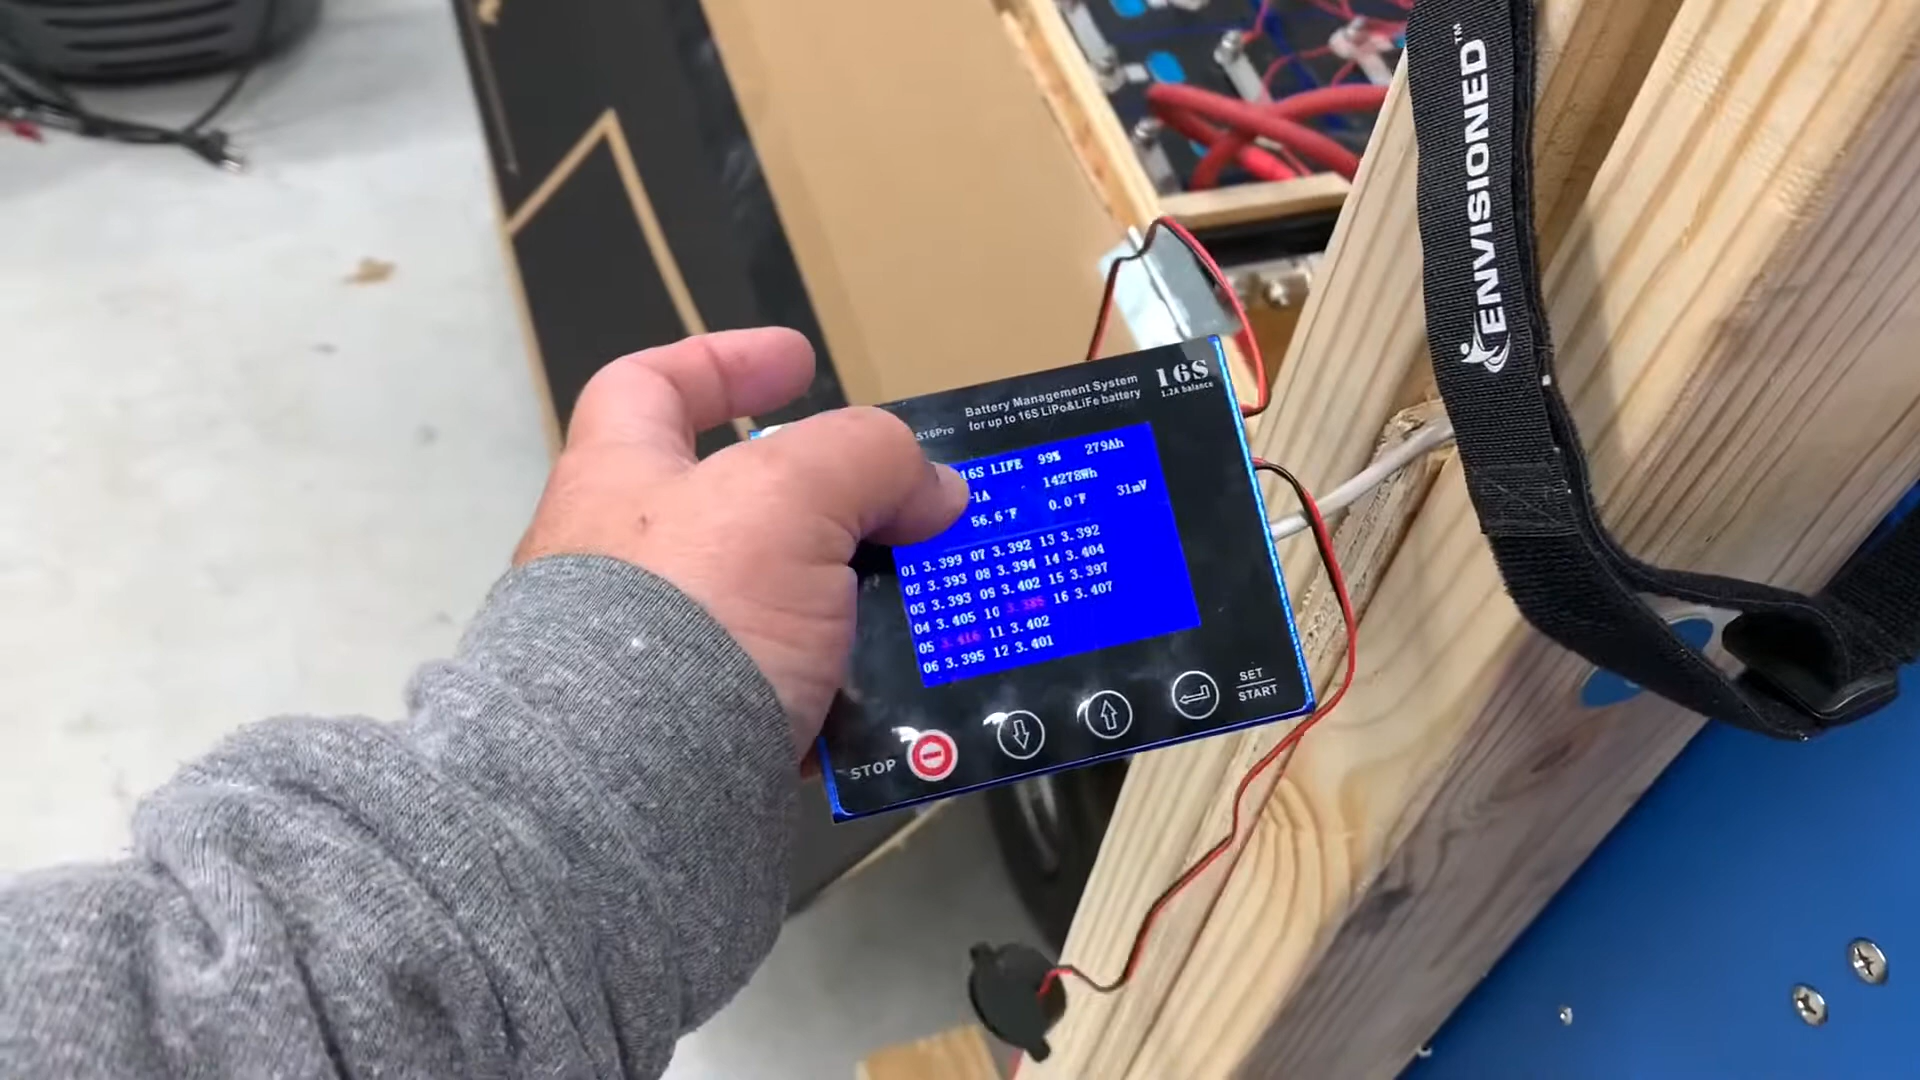 ENVISIONED™
Battery Management System
for up to 16S LiPo&LiFe battery
16S
1.2A balance
S16Pro
16S LIFE 99% 279Ah
-1A 14278Wh
56.6°F 0.0°F 31mV
01 3.399 07 3.392 13 3.392
02 3.393 08 3.394 14 3.404
03 3.393 09 3.402 15 3.397
04 3.405 10 3.385 16 3.407
05 3.416 11 3.402
06 3.395 12 3.401
STOP
SET
START